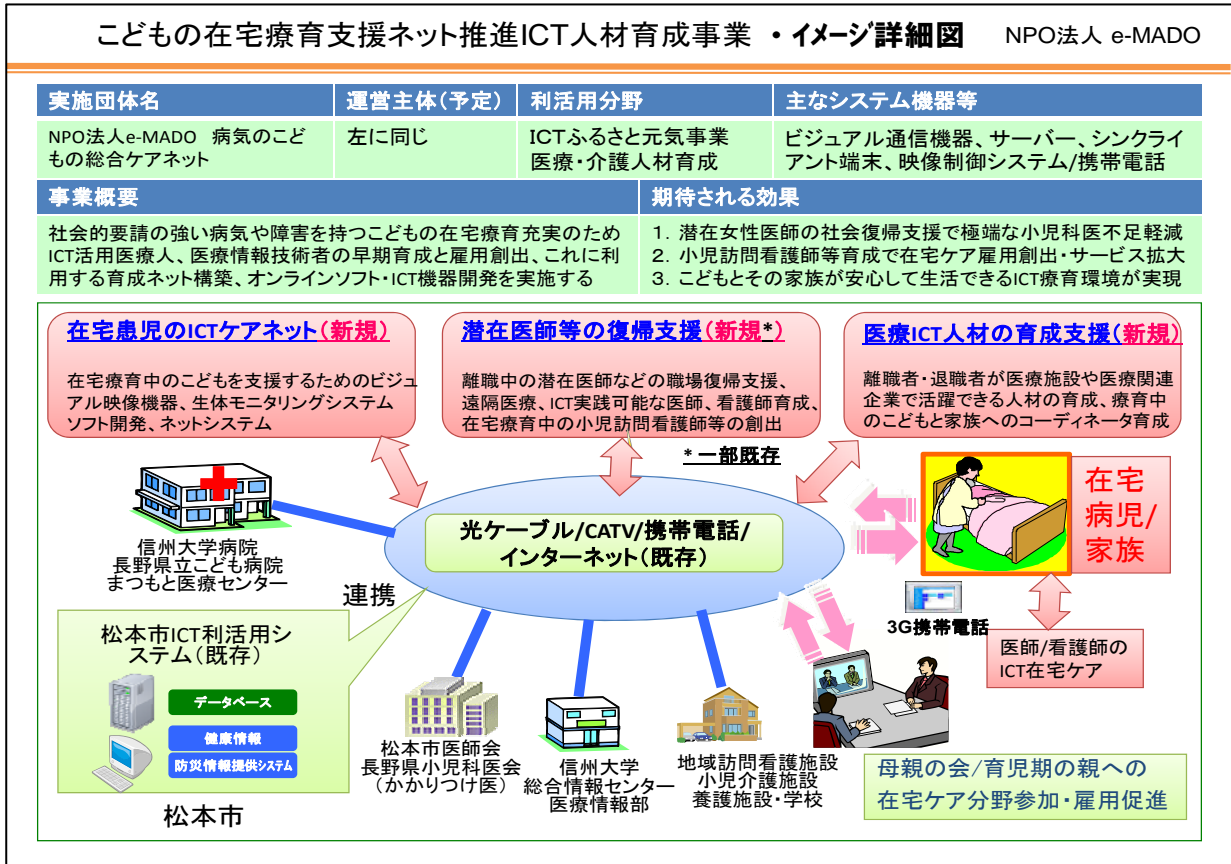 こどもの在宅療育支援ネット推進ICT人材育成事業 ・イメージ詳細図 NPO法人 e-MADO
実施団体名 運営主体(予定) 利活用分野 主なシステム機器等
NPO法人e-MADO 病気のこど
もの総合ケアネット
左に同じ
ICTふるさと元気事業
医療・介護人材育成
ビジュアル通信機器、サーバー、シンクライ
アント端末、映像制御システム/携帯電話
事業概要 期待される効果
社会的要請の強い病気や障害を持つこどもの在宅療育充実のため
ICT活用医療人、医療情報技術者の早期育成と雇用創出、これに利
用する育成ネット構築、オンラインソフト・ICT機器開発を実施する
1. 潜在女性医師の社会復帰支援で極端な小児科医不足軽減
2. 小児訪問看護師等育成で在宅ケア雇用創出・サービス拡大
3. こどもとその家族が安心して生活できるICT療育環境が実現
在宅患児のICTケアネット(新規)
在宅療育中のこどもを支援するためのビジュ
アル映像機器、生体モニタリングシステム
ソフト開発、ネットシステム
潜在医師等の復帰支援(新規*)
離職中の潜在医師などの職場復帰支援、
遠隔医療、ICT実践可能な医師、看護師育成、
在宅療育中の小児訪問看護師等の創出
*一部既存
医療ICT人材の育成支援(新規)
離職者・退職者が医療施設や医療関連
企業で活躍できる人材の育成、療育中
のこどもと家族へのコーディネータ育成
光ケーブル/CATV/携帯電話/
インターネット(既存)
在宅
病児/
家族
信州大学病院
長野県立こども病院
まつもと医療センター
連携
3G携帯電話
医師/看護師の
ICT在宅ケア
松本市ICT利活用シ
ステム(既存)
データベース
健康情報
防災情報提供システム
松本市
松本市医師会
長野県小児科医会
(かかりつけ医)
信州大学
総合情報センター
医療情報部
地域訪問看護施設
小児介護施設
養護施設・学校
母親の会/育児期の親への
在宅ケア分野参加・雇用促進